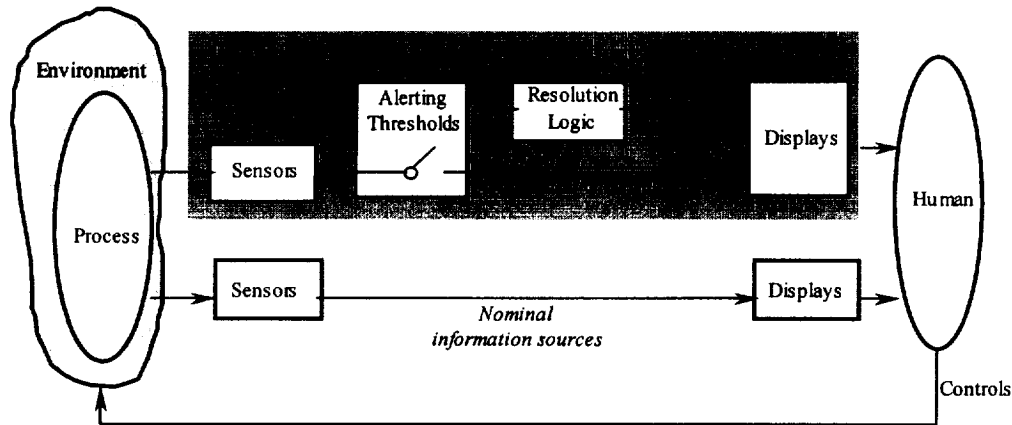 Environment
Process
Sensors
Alerting
Thresholds
Resolution
Logic
Displays
Human
Sensors
Nominal
information sources
Displays
Controls